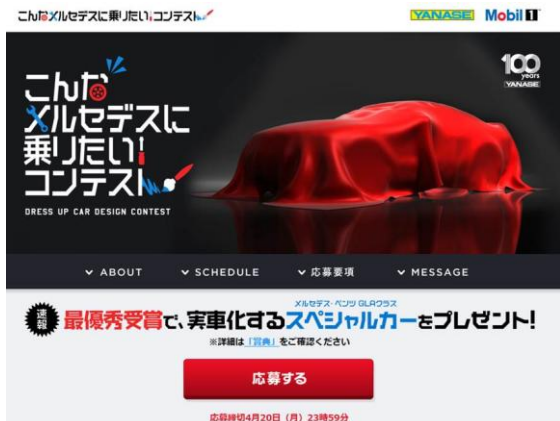 こんなメルセデスに乗りたい!コンテスト
YANASE Mobil 1
100
years
YANASE
こんな
メルセデスに
乗りたい!
コンテスト
DRESS UP CAR DESIGN CONTEST
ABOUT SCHEDULE 応募要項 MESSAGE
メルセデス・ベンツ GLAクラス
速報 最優秀受賞で、実車化するスペシャルカーをプレゼント!
※詳細は「賞典」をご確認ください
応募する
応募締切4月20日(月)23時59分